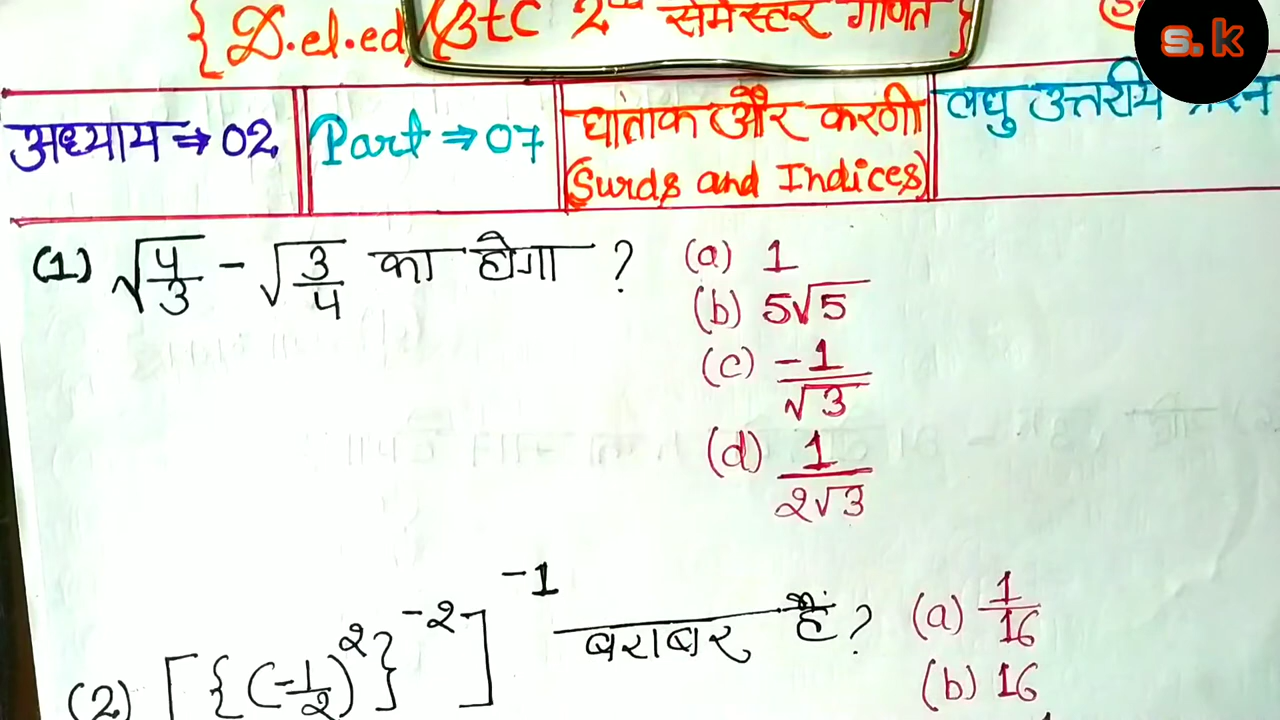 { D.el.ed/Btc 2nd सेमेस्टर गणित }
S.K
अध्याय → 02
Part ⇒ 07
घातांक और करणी
(Surds and Indices)
लघु उत्तरीय
(1) √(4/3) - √(3/4) का होगा ?
(a) 1
(b) 5√5
(c) -1/√3
(d) 1/2√3
(2) [{(-1/2)^2}^-2]^-1 बराबर हैं ?
(a) 1/16
(b) 16